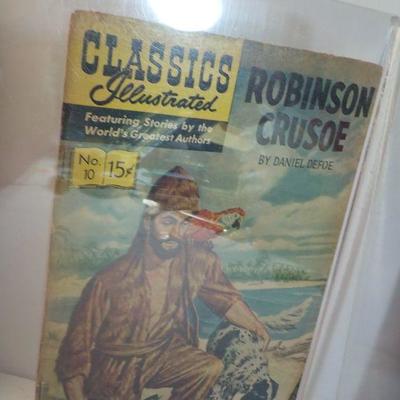 CLASSICS
Illustrated
Featuring Stories by the
World's Greatest Authors
No.
10
15¢
ROBINSON
CRUSOE
BY DANIEL DEFOE